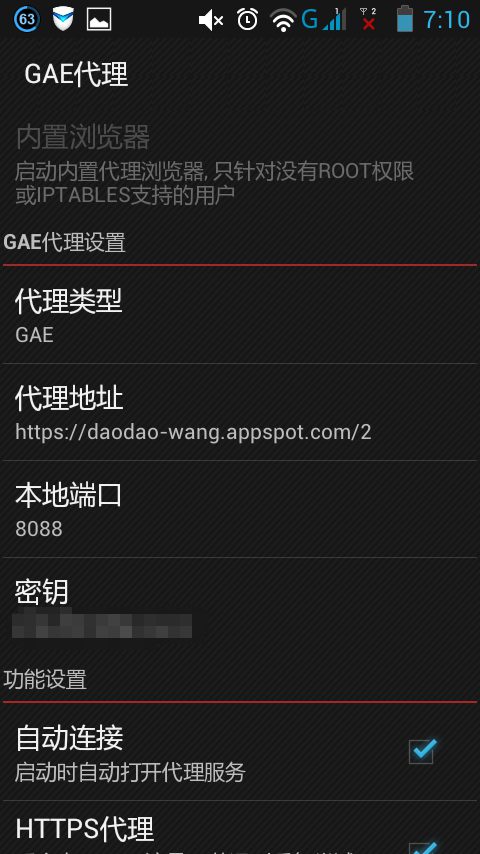 63
G
1
2
7:10
GAE代理
内置浏览器
启动内置代理浏览器, 只针对没有ROOT权限
或IPTABLES支持的用户
GAE代理设置
代理类型
GAE
代理地址
https://daodao-wang.appspot.com/2
本地端口
8088
密钥
功能设置
自动连接
启动时自动打开代理服务
HTTPS代理